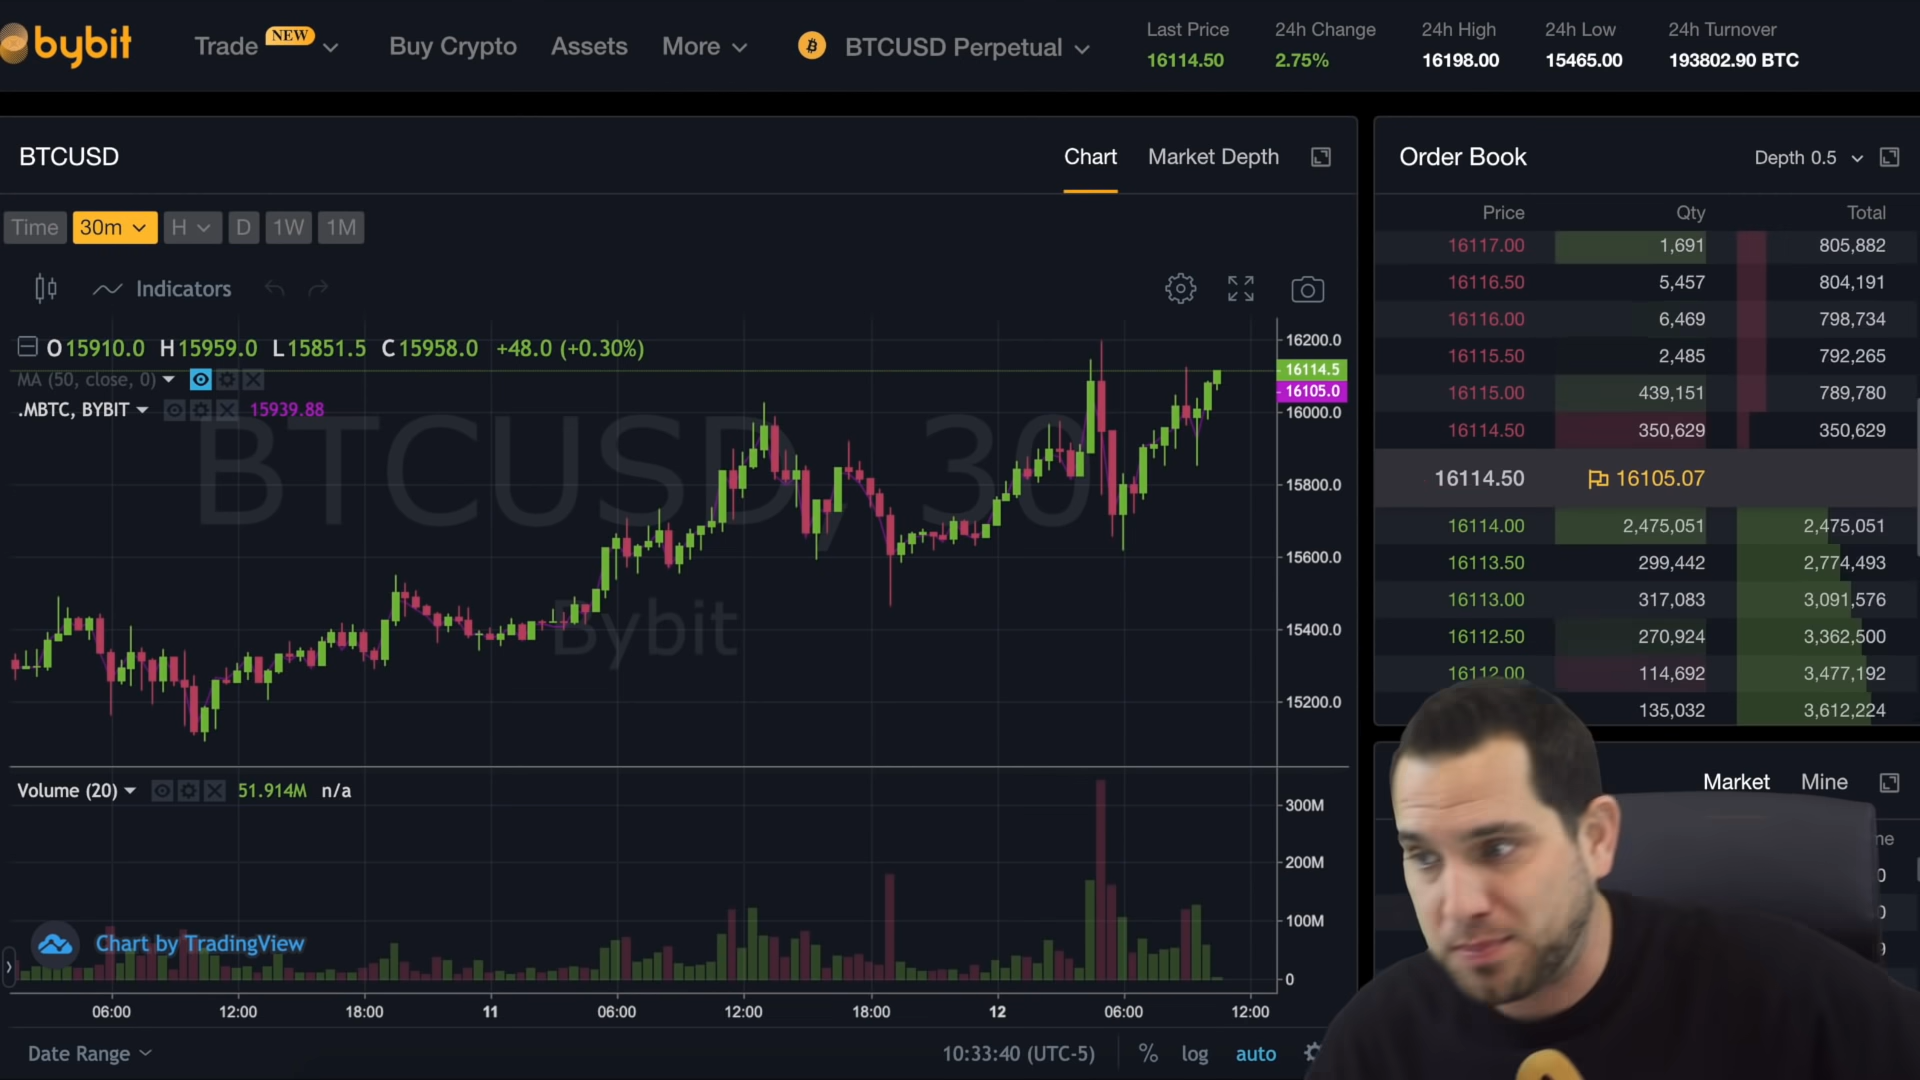 bybit
Trade NEW
Buy Crypto
Assets
More
BTCUSD Perpetual
Last Price
16114.50
24h Change
2.75%
24h High
16198.00
24h Low
15465.00
24h Turnover
193802.90 BTC
BTCUSD
Chart
Market Depth
Time 30m H D 1W 1M
Indicators
O15910.0 H15959.0 L15851.5 C15958.0 +48.0 (+0.30%)
MA (50, close, 0)
.MBTC, BYBIT 15939.88
BTCUSD, 30
Bybit
16200.0
16114.5
16105.0
16000.0
15800.0
15600.0
15400.0
15200.0
Volume (20) 51.914M n/a
300M
200M
100M
0
Chart by TradingView
06:00 12:00 18:00 11 06:00 12:00 18:00 12 06:00 12:00
Date Range
10:33:40 (UTC-5) % log auto
Order Book
Depth 0.5
Price Qty Total
16117.00 1,691 805,882
16116.50 5,457 804,191
16116.00 6,469 798,734
16115.50 2,485 792,265
16115.00 439,151 789,780
16114.50 350,629 350,629
16114.50 16105.07
16114.00 2,475,051 2,475,051
16113.50 299,442 2,774,493
16113.00 317,083 3,091,576
16112.50 270,924 3,362,500
16112.00 114,692 3,477,192
135,032 3,612,224
Market
Mine